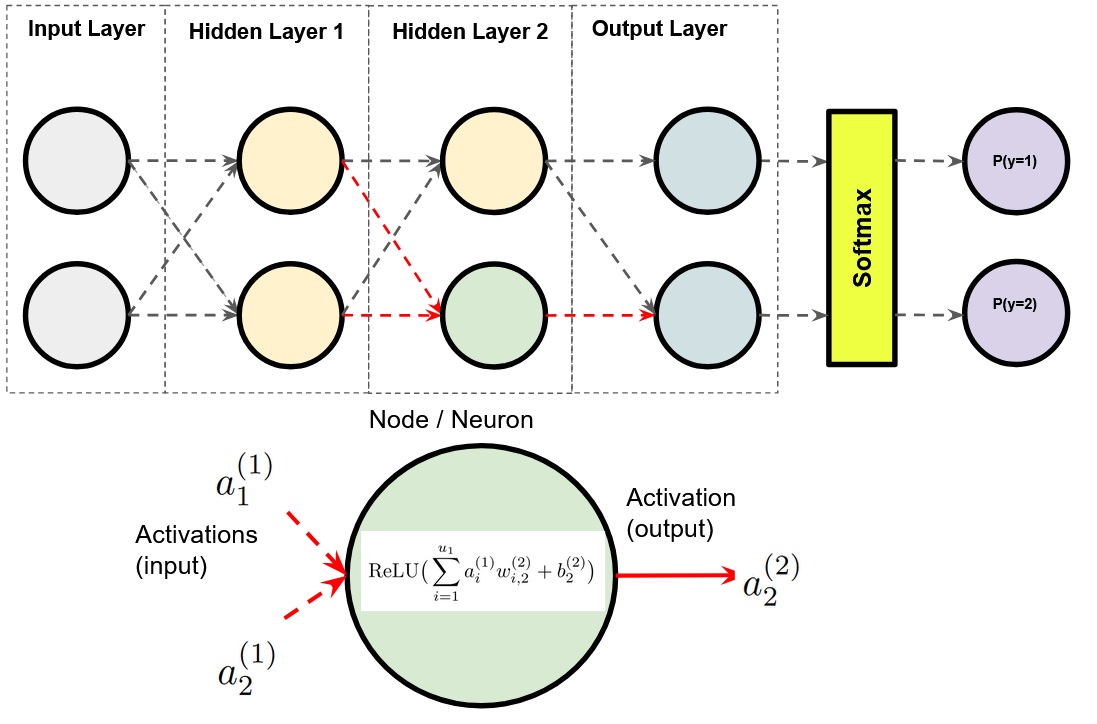 Input Layer
Hidden Layer 1
Hidden Layer 2
Output Layer
P(y=1)
Softmax
P(y=2)
Node / Neuron
a_1^{(1)}
Activations
(input)
a_2^{(1)}
ReLU(\sum_{i=1}^{u_1} a_i^{(1)} w_{i,2}^{(2)} + b_2^{(2)})
Activation
(output)
a_2^{(2)}